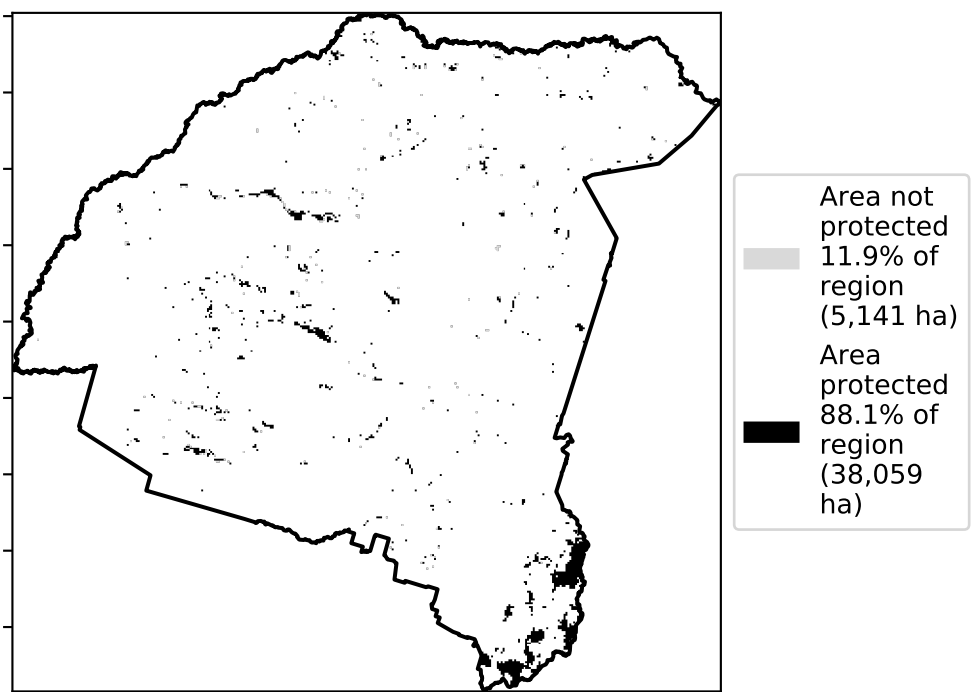 Area not
protected
11.9% of
region
(5,141 ha)
Area
protected
88.1% of
region
(38,059
ha)